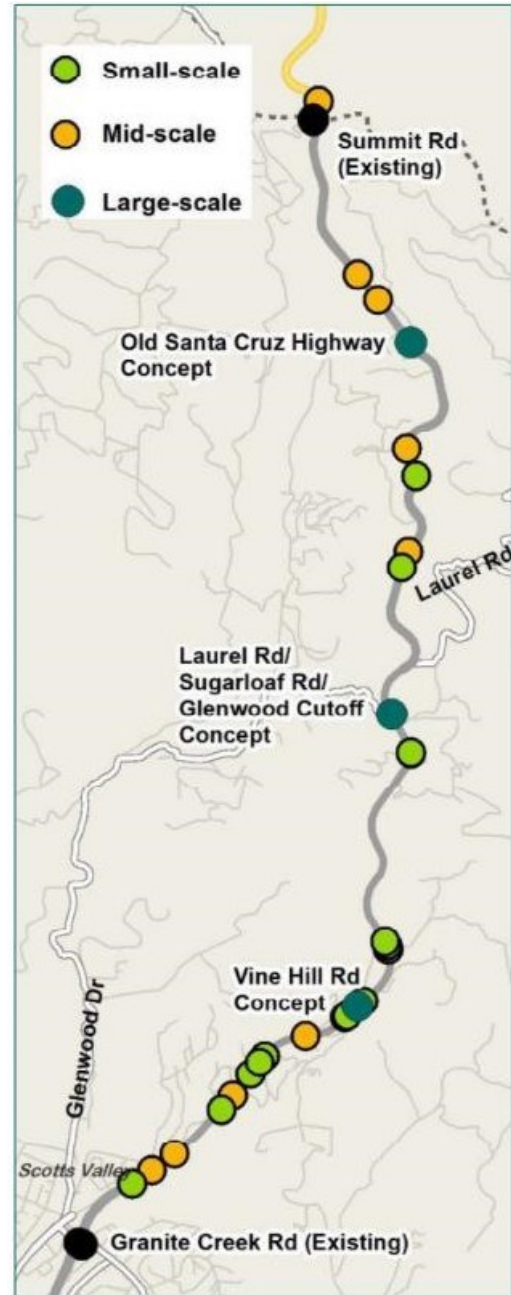 Small-scale
Mid-scale
Large-scale
Summit Rd
(Existing)
Old Santa Cruz Highway
Concept
Laurel Rd
Laurel Rd/
Sugarloaf Rd/
Glenwood Cutoff
Concept
Vine Hill Rd
Concept
Glenwood Dr
Scotts Valley
Granite Creek Rd (Existing)